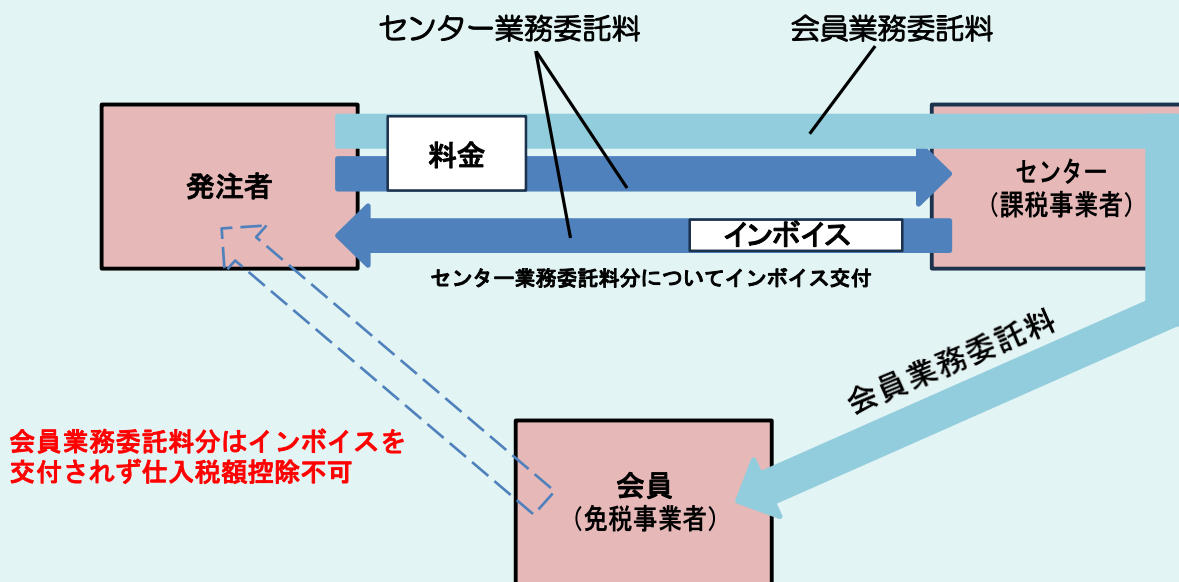 センター業務委託料
会員業務委託料
発注者
料金
センター
（課税事業者）
インボイス
センター業務委託料分についてインボイス交付
会員業務委託料
会員業務委託料分はインボイスを
交付されず仕入税額控除不可
会員
（免税事業者）